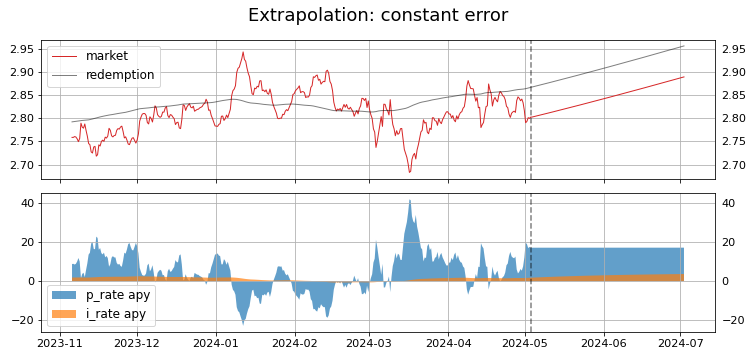 Extrapolation: constant error
2.95 2.95
2.90 2.90
2.85 2.85
2.80 2.80
2.75 2.75
2.70 2.70
market
redemption
40 40
20 20
0 0
−20 −20
p_rate apy
i_rate apy
2023-11 2023-12 2024-01 2024-02 2024-03 2024-04 2024-05 2024-06 2024-07